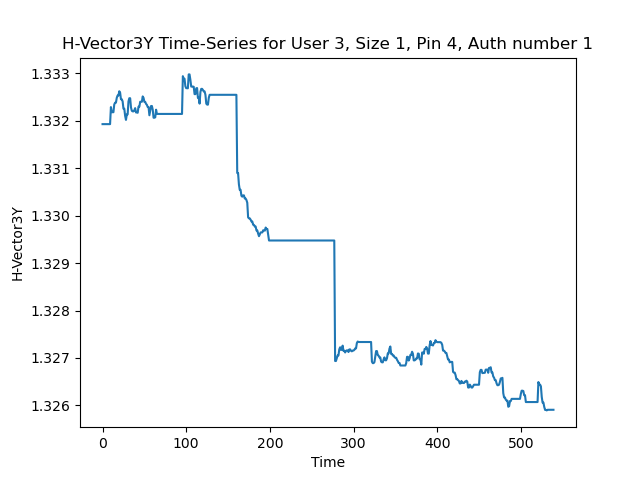 H-Vector3Y Time-Series for User 3, Size 1, Pin 4, Auth number 1
1.333
1.332
1.331
1.330
1.329
1.328
1.327
1.326
H-Vector3Y
0 100 200 300 400 500
Time